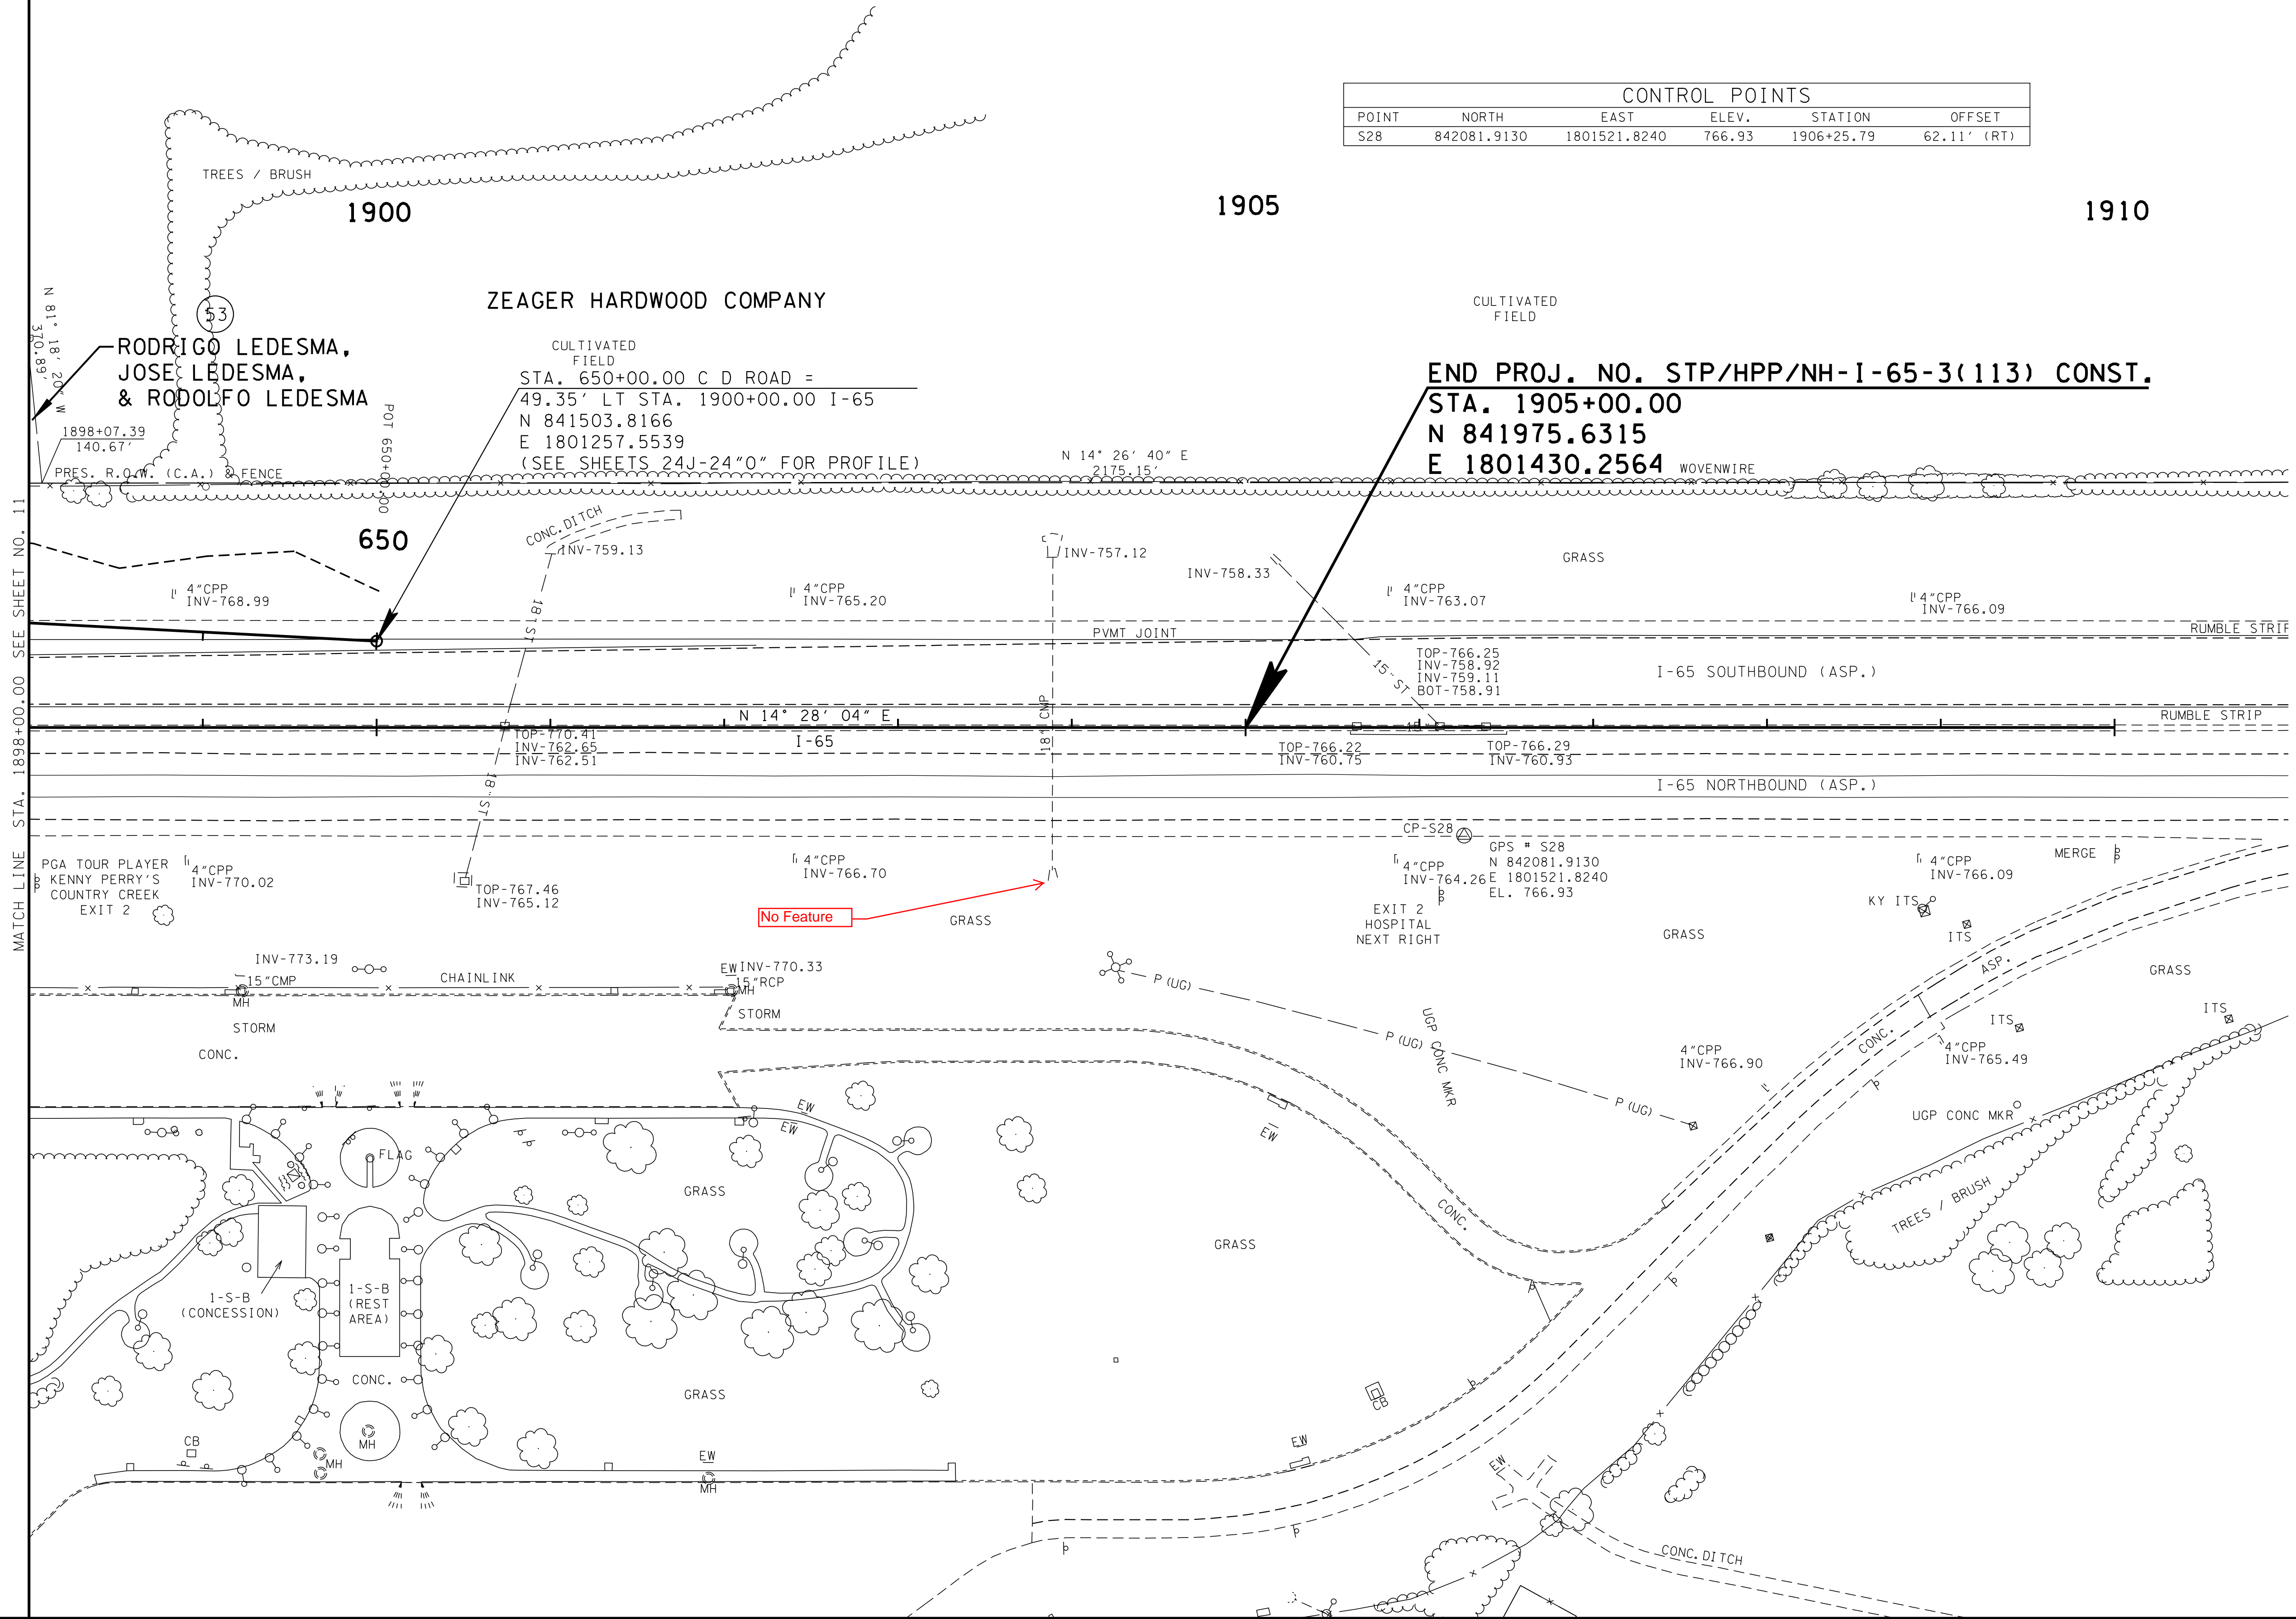 CONTROL POINTS
POINT NORTH EAST ELEV. STATION OFFSET
S28 842081.9130 1801521.8240 766.93 1906+25.79 62.11' (RT)
TREES / BRUSH
1900
1905
1910
N 81° 18' 20" W
370.89'
53
ZEAGER HARDWOOD COMPANY
CULTIVATED
FIELD
RODRIGO LEDESMA,
JOSE LEDESMA,
& RODOLFO LEDESMA
CULTIVATED
FIELD
STA. 650+00.00 C D ROAD =
49.35' LT STA. 1900+00.00 I-65
N 841503.8166
E 1801257.5539
(SEE SHEETS 24J-24"O" FOR PROFILE)
END PROJ. NO. STP/HPP/NH-I-65-3(113) CONST.
STA. 1905+00.00
N 841975.6315
E 1801430.2564
1898+07.39
140.67'
POT 650+00.00
PRES. R.O.W. (C.A.) & FENCE
N 14° 26' 40" E
2175.15'
WOVENWIRE
MATCH LINE STA. 1898+00.00 SEE SHEET NO. 11
650
CONC. DITCH
INV-759.13
INV-757.12
INV-758.33
GRASS
4"CPP
INV-768.99
4"CPP
INV-765.20
4"CPP
INV-763.07
4"CPP
INV-766.09
18" ST
PVMT JOINT
RUMBLE STRIP
15" ST
TOP-766.25
INV-758.92
INV-759.11
BOT-758.91
I-65 SOUTHBOUND (ASP.)
18" CMP
N 14° 28' 04" E
I-65
RUMBLE STRIP
15
TOP-770.41
INV-762.65
INV-762.51
TOP-766.22
INV-760.75
TOP-766.29
INV-760.93
18" ST
I-65 NORTHBOUND (ASP.)
CP-S28
GPS # S28
N 842081.9130
E 1801521.8240
EL. 766.93
PGA TOUR PLAYER
KENNY PERRY'S
COUNTRY CREEK
EXIT 2
4"CPP
INV-770.02
TOP-767.46
INV-765.12
4"CPP
INV-766.70
4"CPP
INV-764.26
4"CPP
INV-766.09
MERGE
No Feature
GRASS
EXIT 2
HOSPITAL
NEXT RIGHT
GRASS
KY ITS
ITS
INV-773.19
15"CMP
MH
CHAINLINK
EW
INV-770.33
15"RCP
MH
P (UG)
ASP.
GRASS
STORM
STORM
CONC.
P (UG)
UGP CONC MKR
CONC.
ITS
ITS
4"CPP
INV-766.90
4"CPP
INV-765.49
P (UG)
UGP CONC MKR
EW
EW
EW
FLAG
GRASS
CONC.
GRASS
TREES / BRUSH
1-S-B
(CONCESSION)
1-S-B
(REST
AREA)
CONC.
GRASS
CB
CB
MH
MH
EW
MH
EW
EW
CONC. DITCH